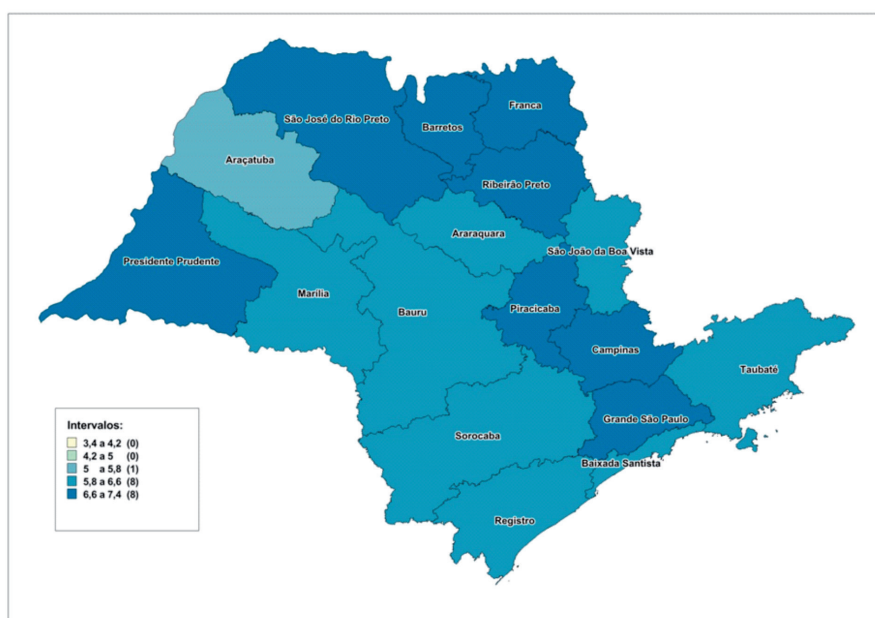 Franca
São José do Rio Preto
Barretos
Araçatuba
Ribeirão Preto
Araraquara
São João da Boa Vista
Presidente Prudente
Marília
Piracicaba
Bauru
Campinas
Taubaté
Grande São Paulo
Sorocaba
Baixada Santista
Registro
Intervalos:
3,4 a 4,2 (0)
4,2 a 5 (0)
5 a 5,8 (1)
5,8 a 6,6 (8)
6,6 a 7,4 (8)